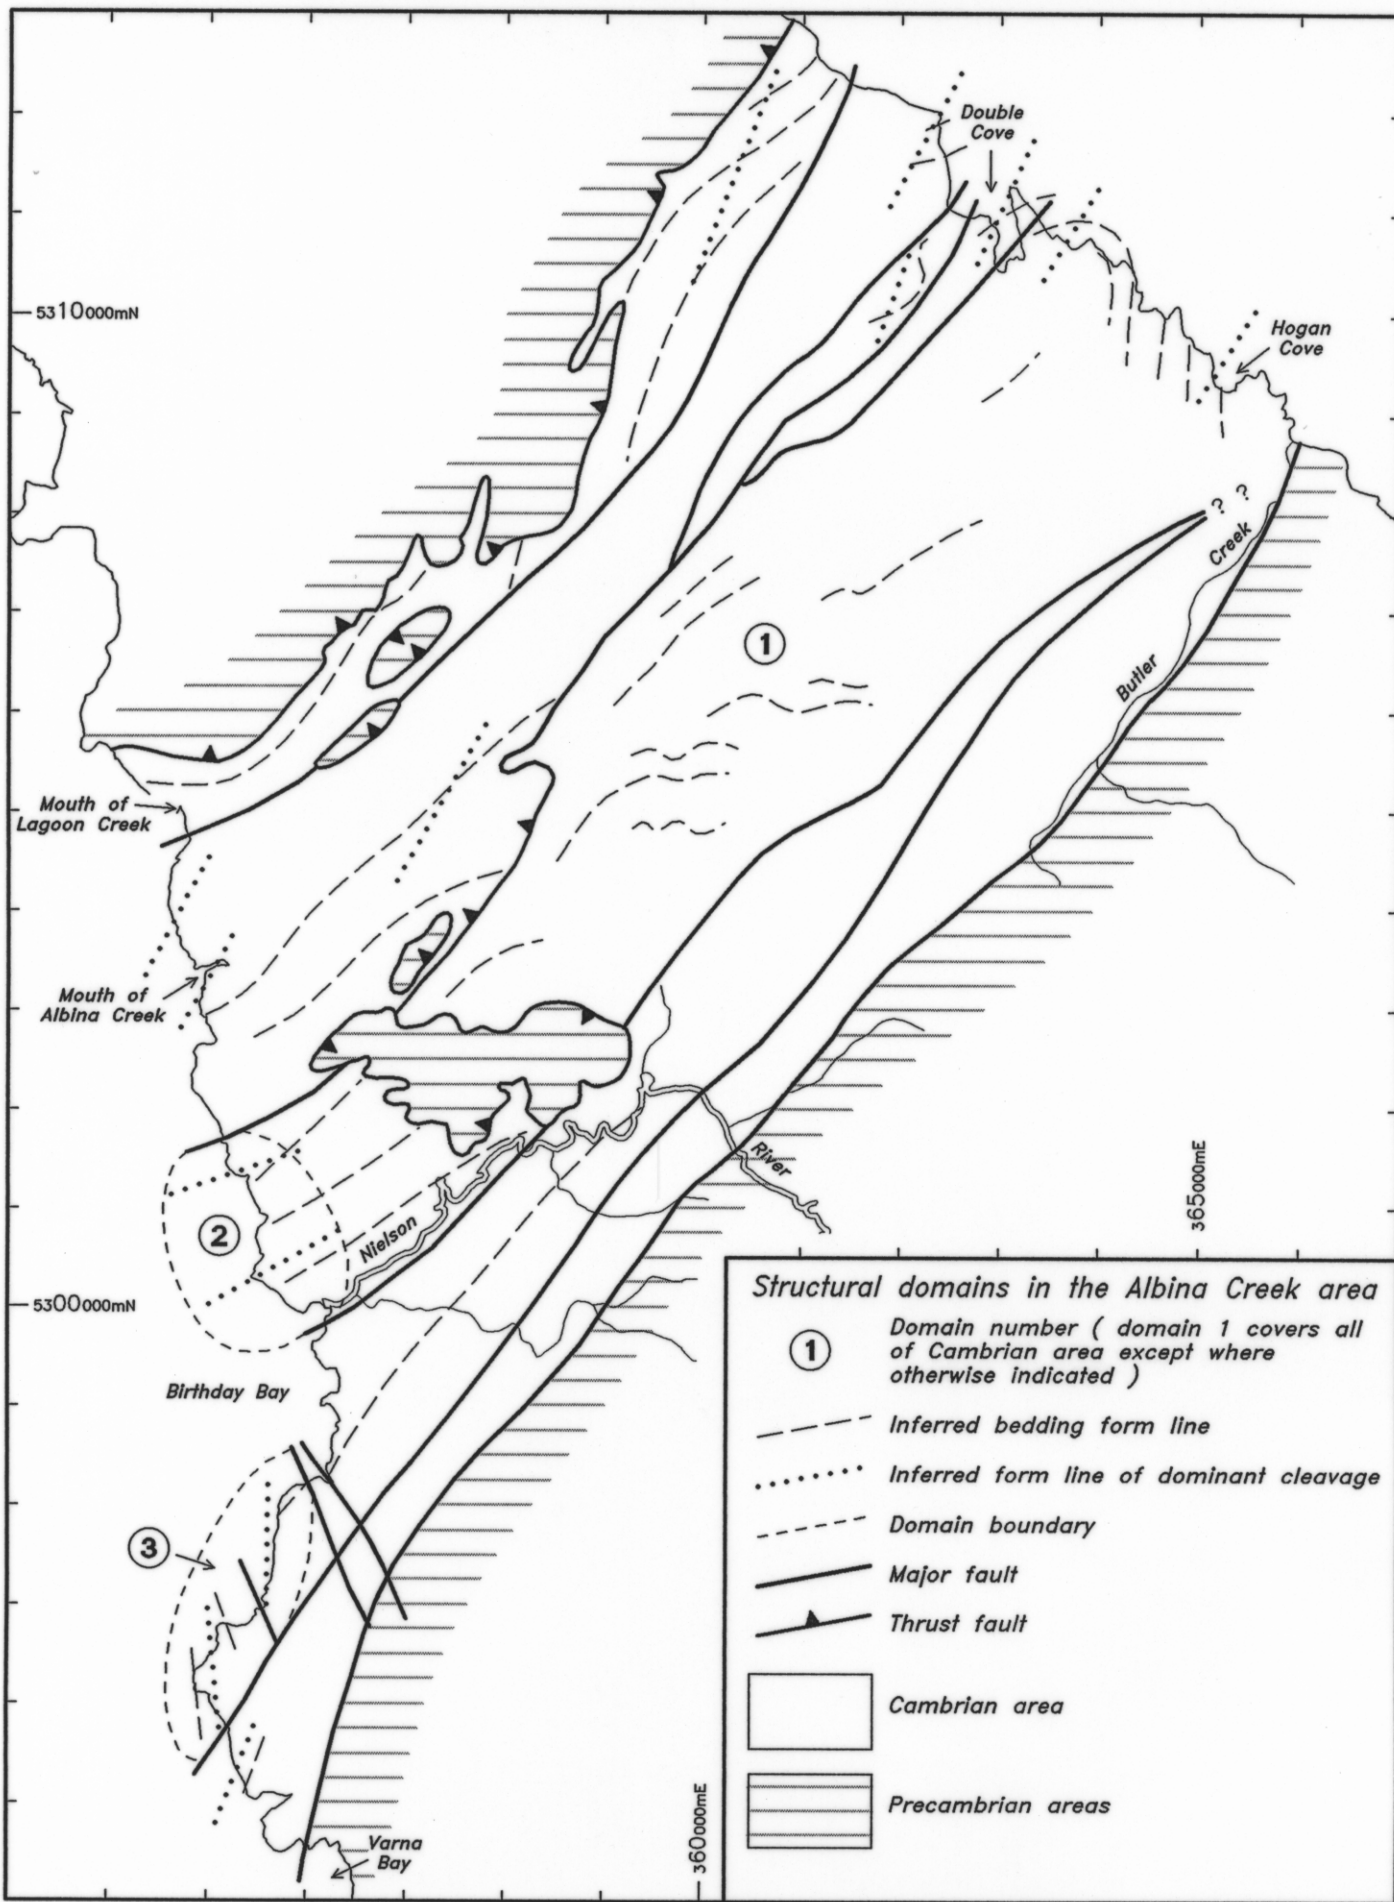 Double
Cove
5310000mN
Hogan
Cove
? ?
Creek
1
Butler
Mouth of
Lagoon Creek
Mouth of
Albina Creek
River
365000mE
2
Nielson
5300000mN
Birthday Bay
3
360000mE
Varna
Bay
Structural domains in the Albina Creek area
1
Domain number ( domain 1 covers all
of Cambrian area except where
otherwise indicated )
Inferred bedding form line
Inferred form line of dominant cleavage
Domain boundary
Major fault
Thrust fault
Cambrian area
Precambrian areas